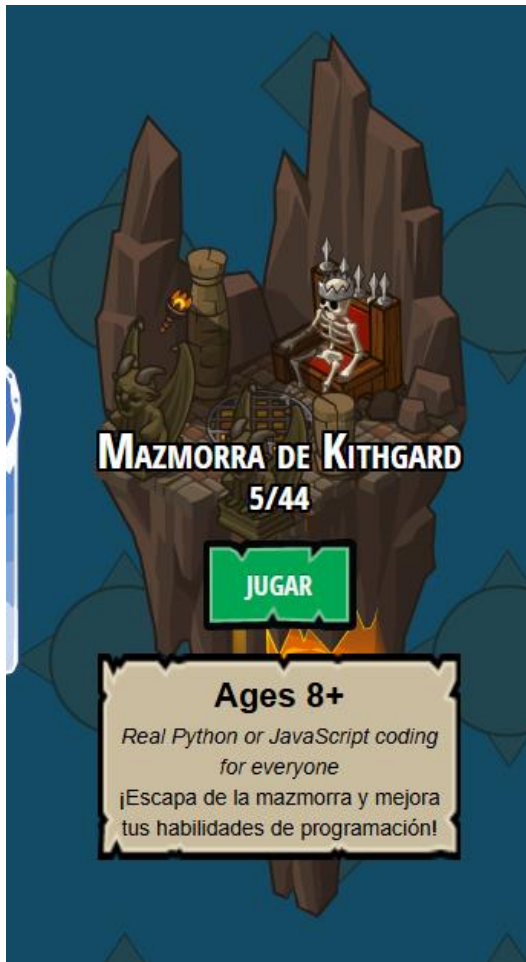 MAZMORRA DE KITHGARD
5/44
JUGAR
Ages 8+
Real Python or JavaScript coding
for everyone
¡Escapa de la mazmorra y mejora
tus habilidades de programación!